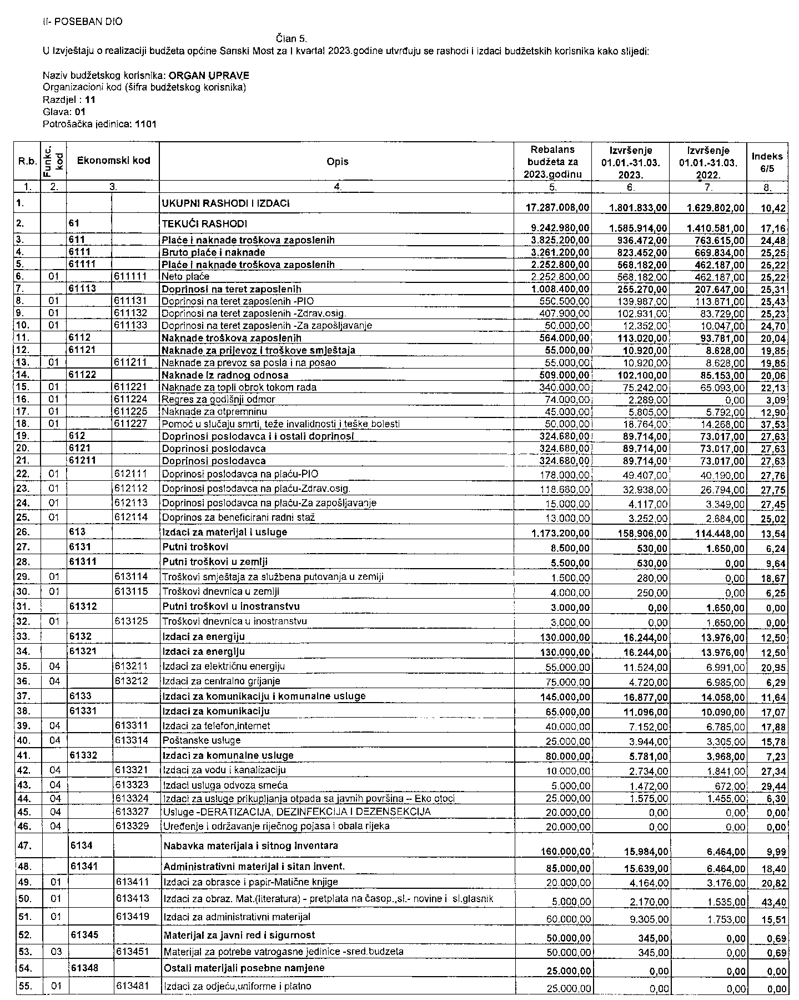 II- POSEBAN DIO
Član 5.
U Izvještaju o realizaciji budžeta općine Sanski Most za I kvartal 2023.godine utvrđuju se rashodi i izdaci budžetskih korisnika kako slijedi:
Naziv budžetskog korisnika: ORGAN UPRAVE
Organizacioni kod (šifra budžetskog korisnika)
Razdjel : 11
Glava: 01
Potrošačka jedinica: 1101
R.b. Funkc. kod Ekonomski kod Opis Rebalans budžeta za 2023.godinu Izvršenje 01.01.-31.03. 2023. Izvršenje 01.01.-31.03. 2022. Indeks 6/5
1. 2. 3. 4. 5. 6. 7. 8.
1. UKUPNI RASHODI I IZDACI 17.287.008,00 1.801.833,00 1.629.802,00 10,42
2. 61 TEKUĆI RASHODI 9.242.980,00 1.585.914,00 1.410.581,00 17,16
3. 611 Plaće i naknade troškova zaposlenih 3.825.200,00 936.472,00 763.615,00 24,48
4. 6111 Bruto plaće i naknade 3.261.200,00 823.452,00 669.834,00 25,25
5. 61111 Plaće i naknade troškova zaposlenih 2.252.800,00 568.182,00 462.187,00 25,22
6. 01 611111 Neto plaće 2.252.800,00 568.182,00 462.187,00 25,22
7. 61113 Doprinosi na teret zaposlenih 1.008.400,00 255.270,00 207.647,00 25,31
8. 01 611131 Doprinosi na teret zaposlenih -PIO 550.500,00 139.987,00 113.871,00 25,43
9. 01 611132 Doprinosi na teret zaposlenih -Zdrav.osig. 407.900,00 102.931,00 83.729,00 25,23
10. 01 611133 Doprinosi na teret zaposlenih -Za zapošljavanje 50.000,00 12.352,00 10.047,00 24,70
11. 6112 Naknade troškova zaposlenih 564.000,00 113.020,00 93.781,00 20,04
12. 61121 Naknade za prijevoz i troškove smještaja 55.000,00 10.920,00 8.628,00 19,85
13. 01 611211 Naknade za prevoz sa posla i na posao 55.000,00 10.920,00 8.628,00 19,85
14. 61122 Naknade iz radnog odnosa 509.000,00 102.100,00 85.153,00 20,06
15. 01 611221 Naknade za topli obrok tokom rada 340.000,00 75.242,00 65.093,00 22,13
16. 01 611224 Regres za godišnji odmor 74.000,00 2.289,00 0,00 3,09
17. 01 611225 Naknade za otpremninu 45.000,00 5.805,00 5.792,00 12,90
18. 01 611227 Pomoć u slučaju smrti, teže invalidnosti i teške bolesti 50.000,00 18.764,00 14.268,00 37,53
19. 612 Doprinosi poslodavca i i ostali doprinosi 324.680,00 89.714,00 73.017,00 27,63
20. 6121 Doprinosi poslodavca 324.680,00 89.714,00 73.017,00 27,63
21. 61211 Doprinosi poslodavca 324.680,00 89.714,00 73.017,00 27,63
22. 01 612111 Doprinosi poslodavca na plaću-PIO 178.000,00 49.407,00 40.190,00 27,76
23. 01 612112 Doprinosi poslodavca na plaću-Zdrav.osig. 118.680,00 32.938,00 26.794,00 27,75
24. 01 612113 Doprinosi poslodavca na plaću-Za zapošljavanje 15.000,00 4.117,00 3.349,00 27,45
25. 01 612114 Doprinos za beneficirani radni staž 13.000,00 3.252,00 2.684,00 25,02
26. 613 Izdaci za materijal i usluge 1.173.200,00 158.906,00 114.448,00 13,54
27. 6131 Putni troškovi 8.500,00 530,00 1.650,00 6,24
28. 61311 Putni troškovi u zemlji 5.500,00 530,00 0,00 9,64
29. 01 613114 Troškovi smještaja za službena putovanja u zemlji 1.500,00 280,00 0,00 18,67
30. 01 613115 Troškovi dnevnica u zemlji 4.000,00 250,00 0,00 6,25
31. 61312 Putni troškovi u inostranstvu 3.000,00 0,00 1.650,00 0,00
32. 01 613125 Troškovi dnevnica u inostranstvu 3.000,00 0,00 1.650,00 0,00
33. 6132 Izdaci za energiju 130.000,00 16.244,00 13.976,00 12,50
34. 61321 Izdaci za energiju 130.000,00 16.244,00 13.976,00 12,50
35. 04 613211 Izdaci za električnu energiju 55.000,00 11.524,00 6.991,00 20,95
36. 04 613212 Izdaci za centralno grijanje 75.000,00 4.720,00 6.985,00 6,29
37. 6133 Izdaci za komunikaciju i komunalne usluge 145.000,00 16.877,00 14.058,00 11,64
38. 61331 Izdaci za komunikaciju 65.000,00 11.096,00 10.090,00 17,07
39. 04 613311 Izdaci za telefon,internet 40.000,00 7.152,00 6.785,00 17,88
40. 04 613314 Poštanske usluge 25.000,00 3.944,00 3.305,00 15,78
41. 61332 Izdaci za komunalne usluge 80.000,00 5.781,00 3.968,00 7,23
42. 04 613321 Izdaci za vodu i kanalizaciju 10.000,00 2.734,00 1.841,00 27,34
43. 04 613323 Izdaci usluga odvoza smeća 5.000,00 1.472,00 672,00 29,44
44. 04 613324 Izdaci za usluge prikupljanja otpada sa javnih površina – Eko otoci 25.000,00 1.575,00 1.455,00 6,30
45. 04 613327 Usluge -DERATIZACIJA, DEZINFEKCIJA I DEZENSEKCIJA 20.000,00 0,00 0,00 0,00
46. 04 613329 Uređenje i održavanje riječnog pojasa i obala rijeka 20.000,00 0,00 0,00 0,00
47. 6134 Nabavka materijala i sitnog Inventara 160.000,00 15.984,00 6.464,00 9,99
48. 61341 Administrativni materijal i sitan Invent. 85.000,00 15.639,00 6.464,00 18,40
49. 01 613411 Izdaci za obrasce i papir-Matične knjige 20.000,00 4.164,00 3.176,00 20,82
50. 01 613413 Izdaci za obraz. Mat.(literatura) - pretplata na časop.,sl.- novine i sl.glasnik 5.000,00 2.170,00 1.535,00 43,40
51. 01 613419 Izdaci za administrativni materijal 60.000,00 9.305,00 1.753,00 15,51
52. 61345 Materijal za javni red i sigurnost 50.000,00 345,00 0,00 0,69
53. 03 613451 Materijal za potrebe vatrogasne jedinice -sred.budzeta 50.000,00 345,00 0,00 0,69
54. 61348 Ostali materijali posebne namjene 25.000,00 0,00 0,00 0,00
55. 01 613481 Izdaci za odjeću,uniforme i platno 25.000,00 0,00 0,00 0,00